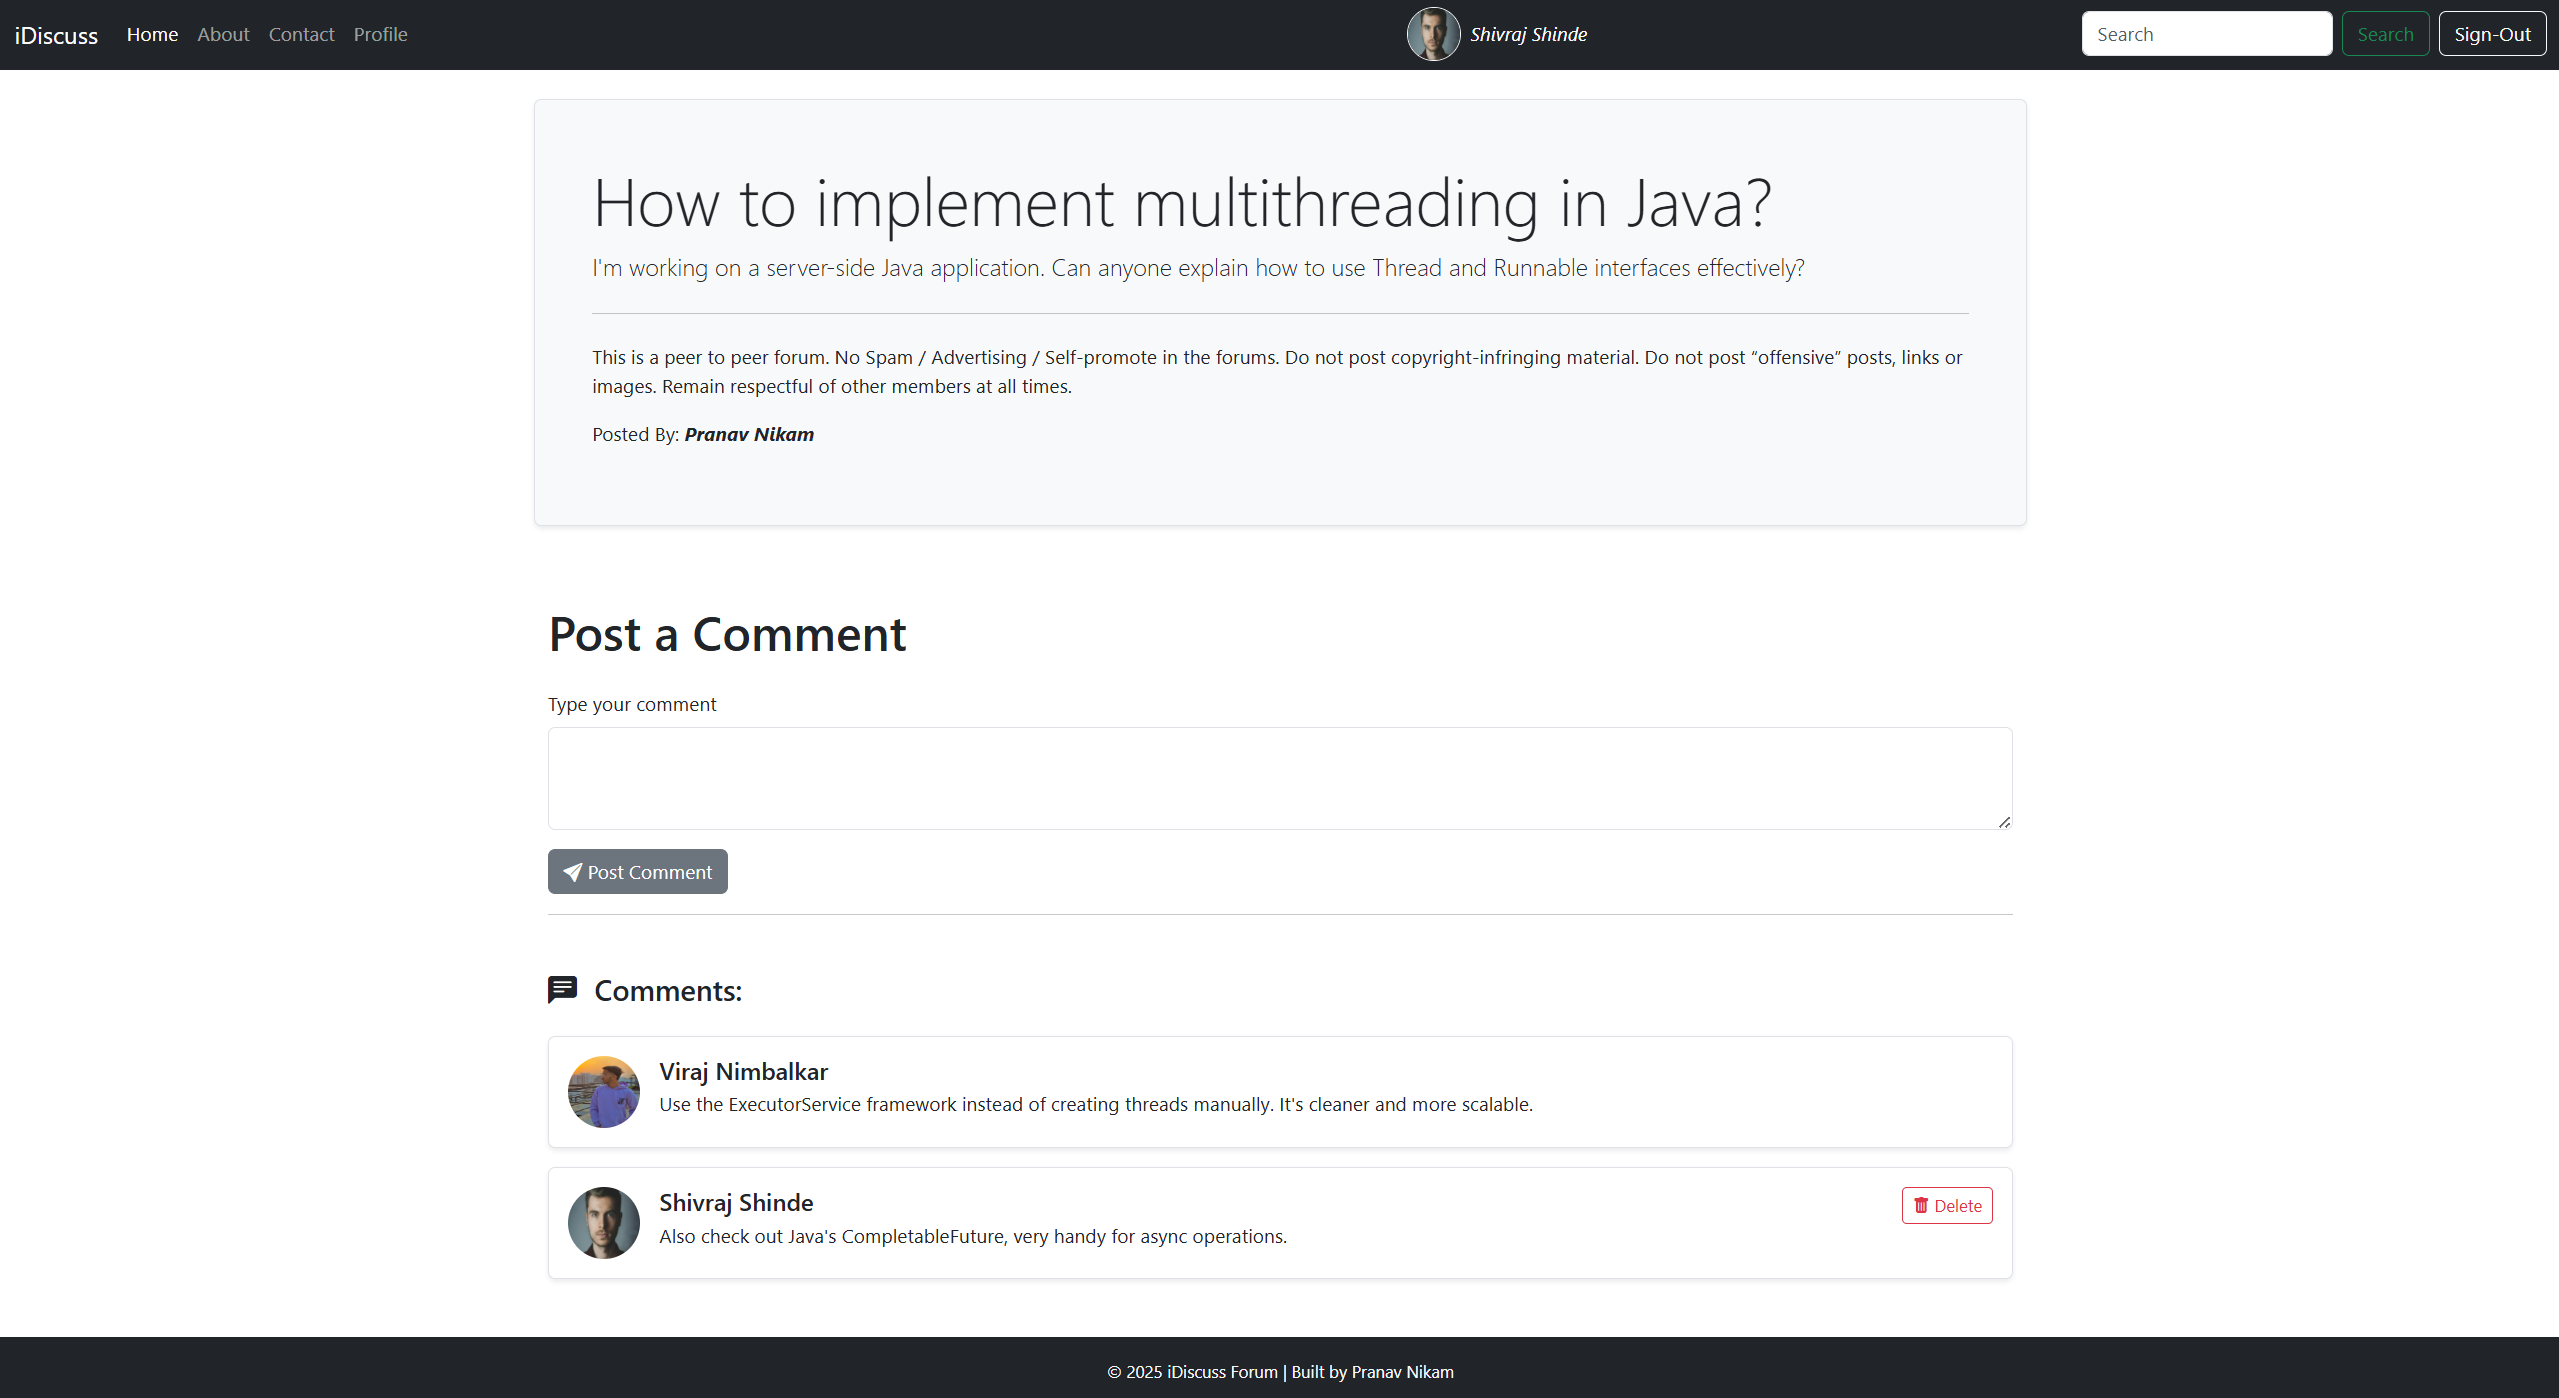 iDiscuss Home About Contact Profile Shivraj Shinde Search Search Sign-Out
How to implement multithreading in Java?
I'm working on a server-side Java application. Can anyone explain how to use Thread and Runnable interfaces effectively?
This is a peer to peer forum. No Spam / Advertising / Self-promote in the forums. Do not post copyright-infringing material. Do not post “offensive” posts, links or
images. Remain respectful of other members at all times.
Posted By: Pranav Nikam
Post a Comment
Type your comment
Post Comment
Comments:
Viraj Nimbalkar
Use the ExecutorService framework instead of creating threads manually. It's cleaner and more scalable.
Shivraj Shinde
Delete
Also check out Java's CompletableFuture, very handy for async operations.
© 2025 iDiscuss Forum | Built by Pranav Nikam